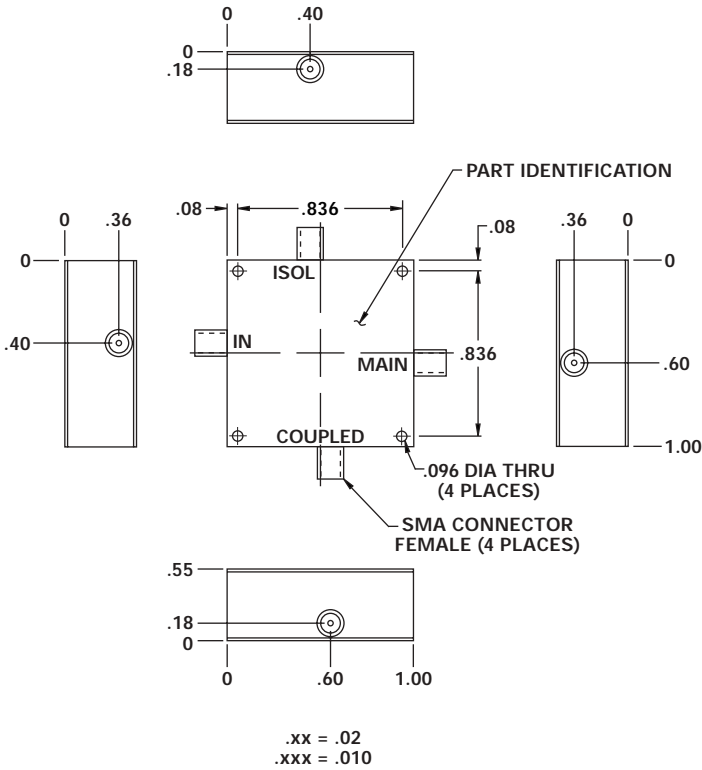 0 .40
0
.18
PART IDENTIFICATION
.08 .836
0 .36
.08
.36 0
0
ISOL
0
.40
IN
MAIN
.836
.60
COUPLED
1.00
.096 DIA THRU
(4 PLACES)
SMA CONNECTOR
FEMALE (4 PLACES)
.55
.18
0
0 .60 1.00
.xx = .02
.xxx = .010